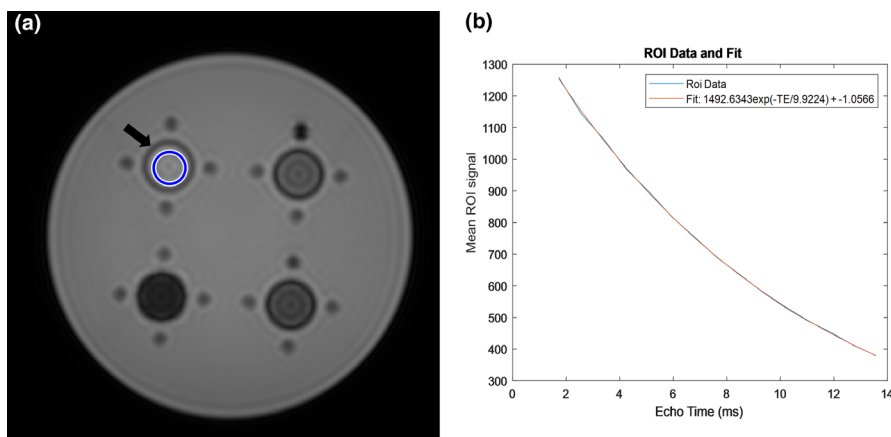 (a)
(b)
ROI Data and Fit
Roi Data
Fit: 1492.6343exp(-TE/9.9224) + -1.0566
Mean ROI signal
1300
1200
1100
1000
900
800
700
600
500
400
300
0 2 4 6 8 10 12 14
Echo Time (ms)